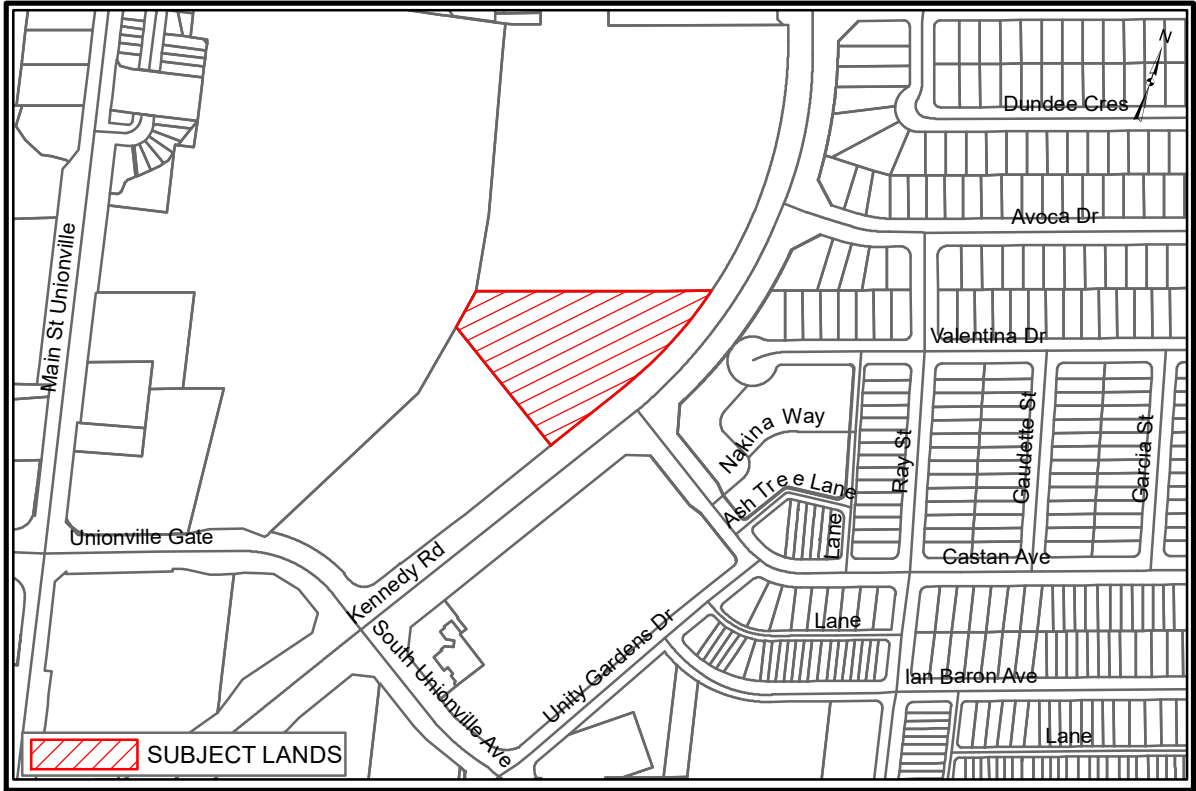 N
Dundee Cres
Avoca Dr
Main St Unionville
Valentina Dr
Nakina Way
Ray St
Gaudette St
Garcia St
Ash Tree Lane
Lane
Unionville Gate
Castan Ave
Kennedy Rd
Lane
South Unionville Ave
Unity Gardens Dr
Ian Baron Ave
Lane
SUBJECT LANDS